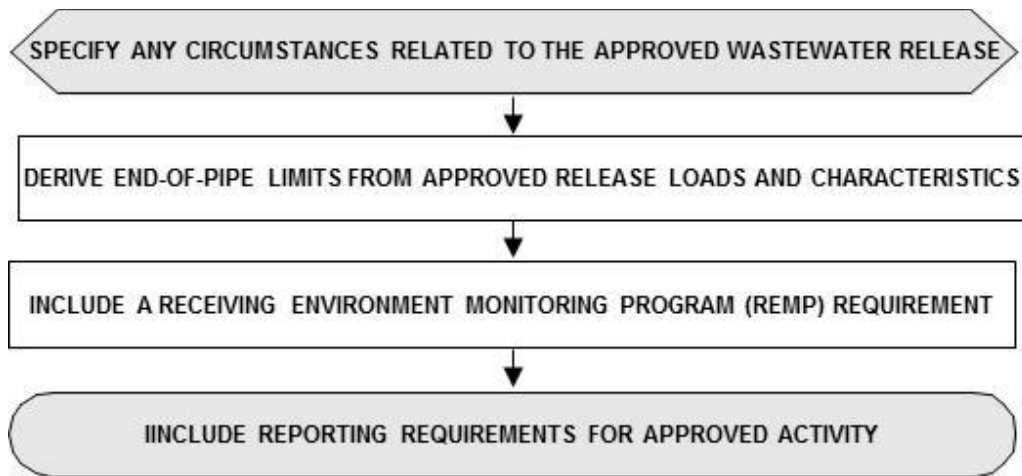 SPECIFY ANY CIRCUMSTANCES RELATED TO THE APPROVED WASTEWATER RELEASE
DERIVE END-OF-PIPE LIMITS FROM APPROVED RELEASE LOADS AND CHARACTERISTICS
INCLUDE A RECEIVING ENVIRONMENT MONITORING PROGRAM (REMP) REQUIREMENT
IINCLUDE REPORTING REQUIREMENTS FOR APPROVED ACTIVITY